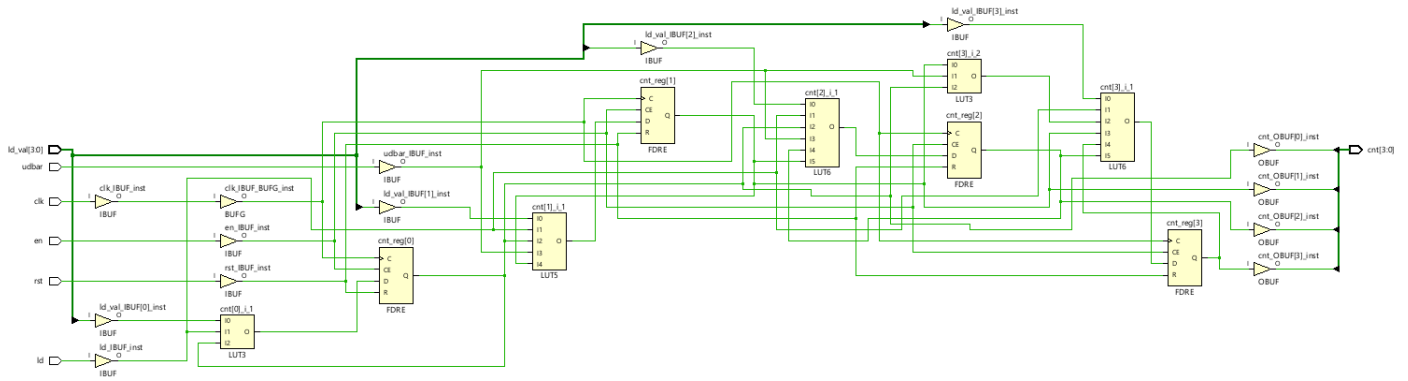 ld_val_IBUF[3]_inst
I
O
IBUF
ld_val_IBUF[2]_inst
I
O
IBUF
cnt[3]_i_2
I0
I1
I2
O
LUT3
cnt_reg[1]
C
CE
D
R
Q
FDRE
cnt[2]_i_1
I0
I1
I2
I3
I4
I5
O
LUT6
cnt[3]_i_1
I0
I1
I2
I3
I4
I5
O
LUT6
cnt_reg[2]
C
CE
D
R
Q
FDRE
ld_val[3:0]
udbar
udbar_IBUF_inst
I
O
IBUF
cnt_OBUF[0]_inst
I
O
OBUF
cnt[3:0]
clk
clk_IBUF_inst
I
O
IBUF
clk_IBUF_BUFG_inst
I
O
BUFG
ld_val_IBUF[1]_inst
I
O
IBUF
cnt_OBUF[1]_inst
I
O
OBUF
cnt[1]_i_1
I0
I1
I2
I3
I4
O
LUT5
cnt_OBUF[2]_inst
I
O
OBUF
en
en_IBUF_inst
I
O
IBUF
cnt_reg[0]
C
CE
D
R
Q
FDRE
cnt_reg[3]
C
CE
D
R
Q
FDRE
cnt_OBUF[3]_inst
I
O
OBUF
rst
rst_IBUF_inst
I
O
IBUF
ld_val_IBUF[0]_inst
I
O
IBUF
cnt[0]_i_1
I0
I1
I2
O
LUT3
ld
ld_IBUF_inst
I
O
IBUF